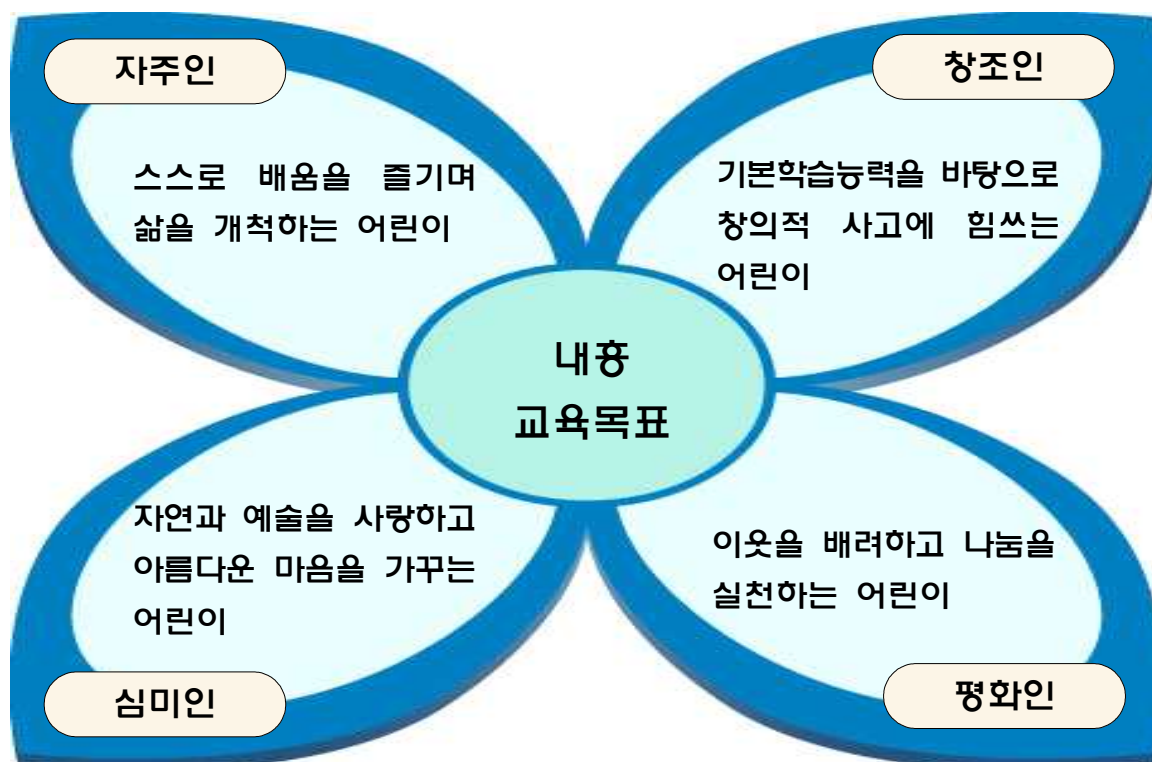 자주인
스스로 배움을 즐기며
삶을 개척하는 어린이
창조인
기본학습능력을 바탕으로
창의적 사고에 힘쓰는
어린이
내흥
교육목표
자연과 예술을 사랑하고
아름다운 마음을 가꾸는
어린이
심미인
이웃을 배려하고 나눔을
실천하는 어린이
평화인